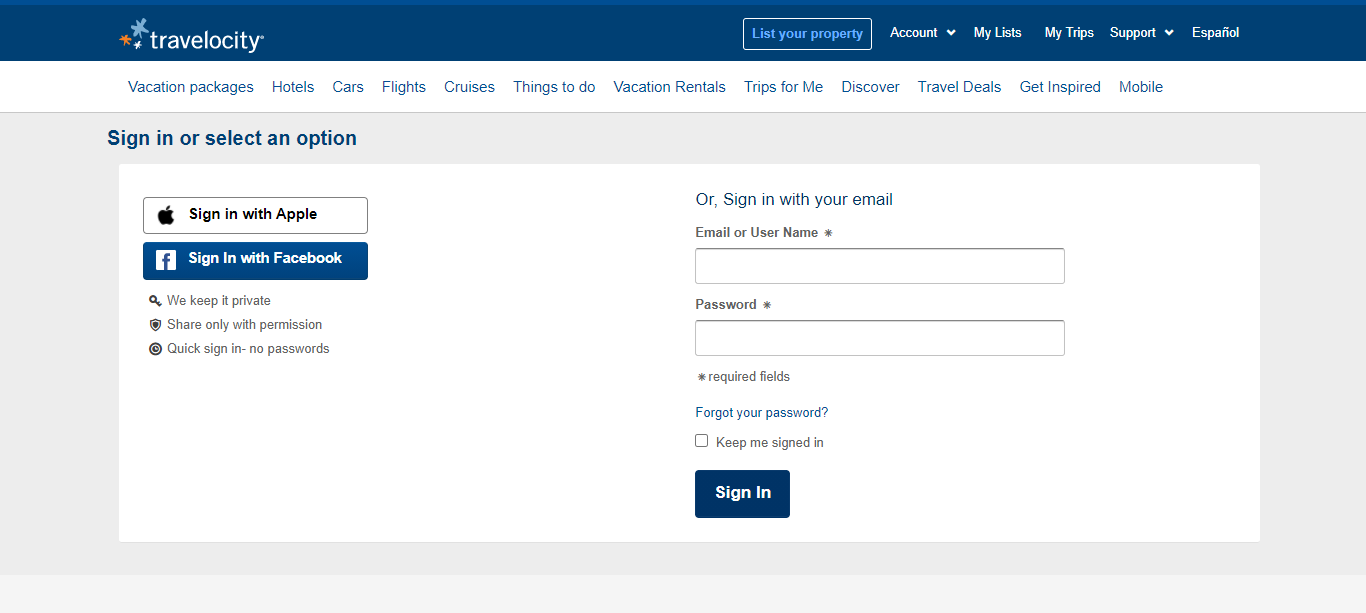 travelocity
List your property Account My Lists My Trips Support Español
Vacation packages Hotels Cars Flights Cruises Things to do Vacation Rentals Trips for Me Discover Travel Deals Get Inspired Mobile
Sign in or select an option
Sign in with Apple
Sign In with Facebook
We keep it private
Share only with permission
Quick sign in- no passwords
Or, Sign in with your email
Email or User Name *
Password *
* required fields
Forgot your password?
Keep me signed in
Sign In